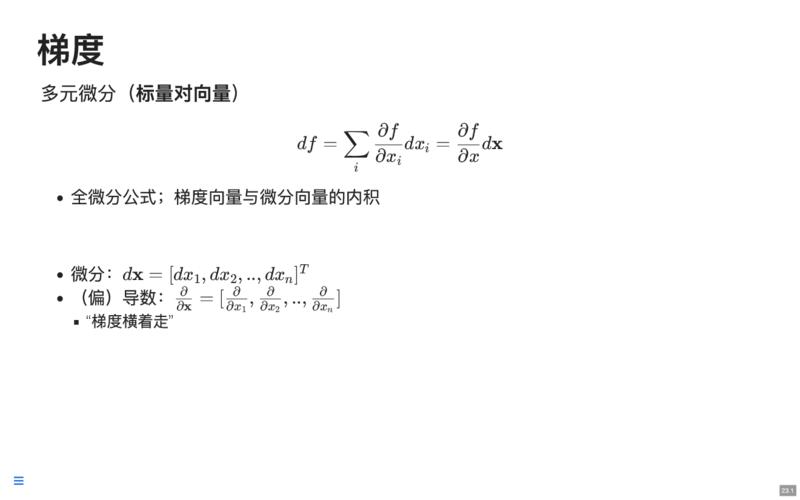 梯度
多元微分（标量对向量）
$df = \sum_i \frac{\partial f}{\partial x_i} dx_i = \frac{\partial f}{\partial x} d\mathbf{x}$
• 全微分公式；梯度向量与微分向量的内积
• 微分：$d\mathbf{x} = [dx_1, dx_2, .., dx_n]^T$
• （偏）导数：$\frac{\partial}{\partial \mathbf{x}} = [\frac{\partial}{\partial x_1}, \frac{\partial}{\partial x_2}, .., \frac{\partial}{\partial x_n}]$
▪ “梯度横着走”
23.1